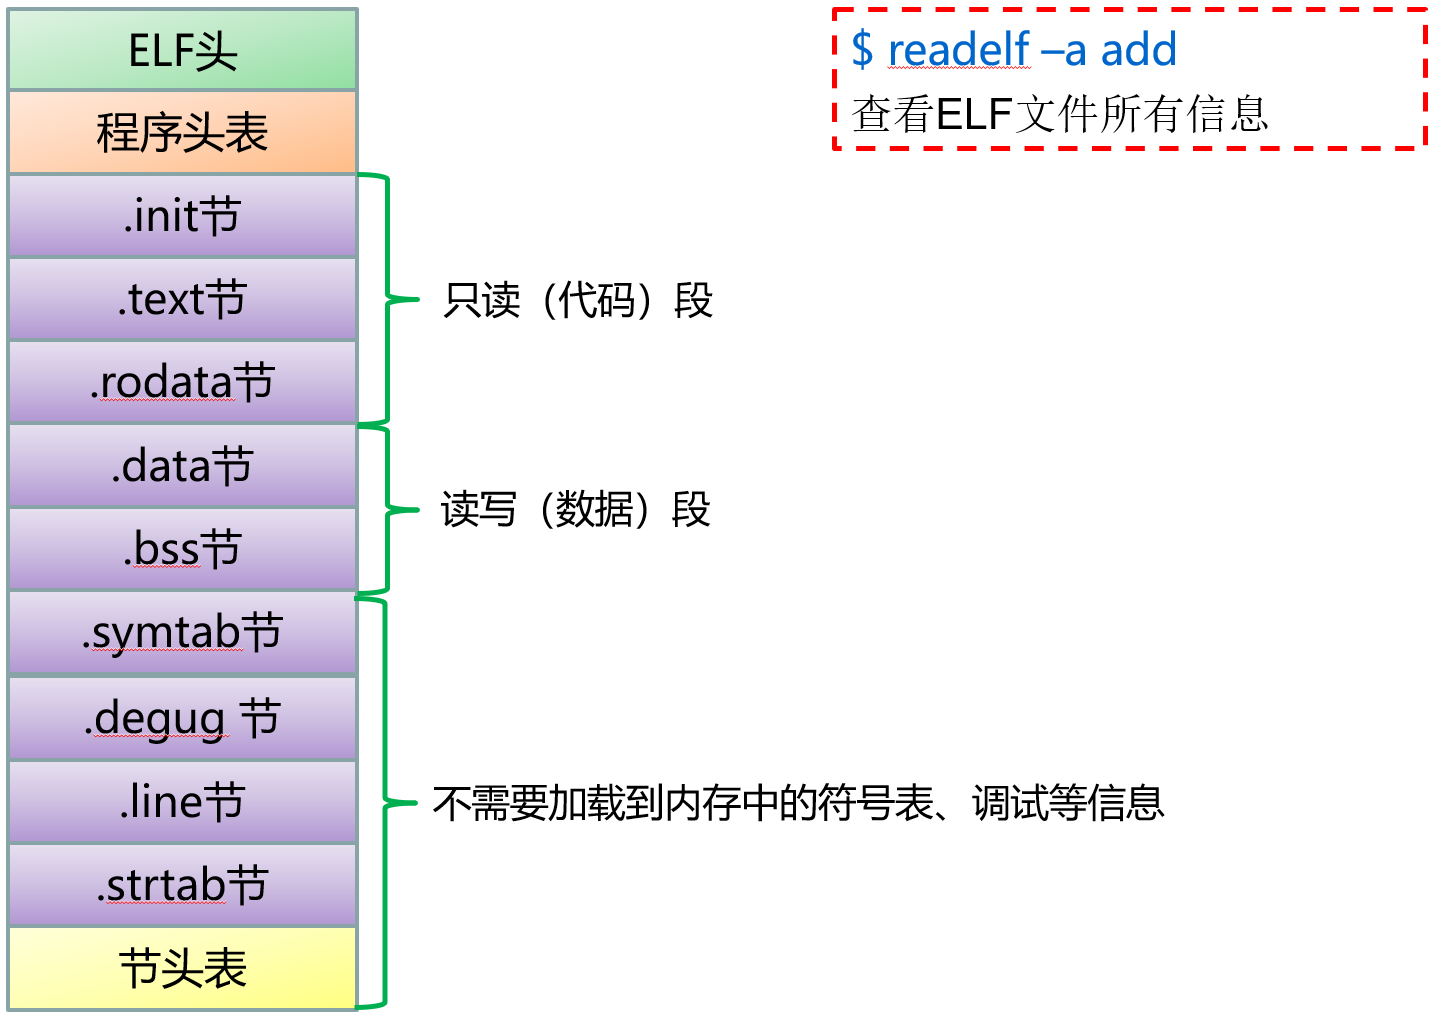 ELF头
程序头表
.init节
.text节
.rodata节
.data节
.bss节
.symtab节
.degug 节
.line节
.strtab节
节头表
只读（代码）段
读写（数据）段
不需要加载到内存中的符号表、调试等信息
$ readelf –a add
查看ELF文件所有信息